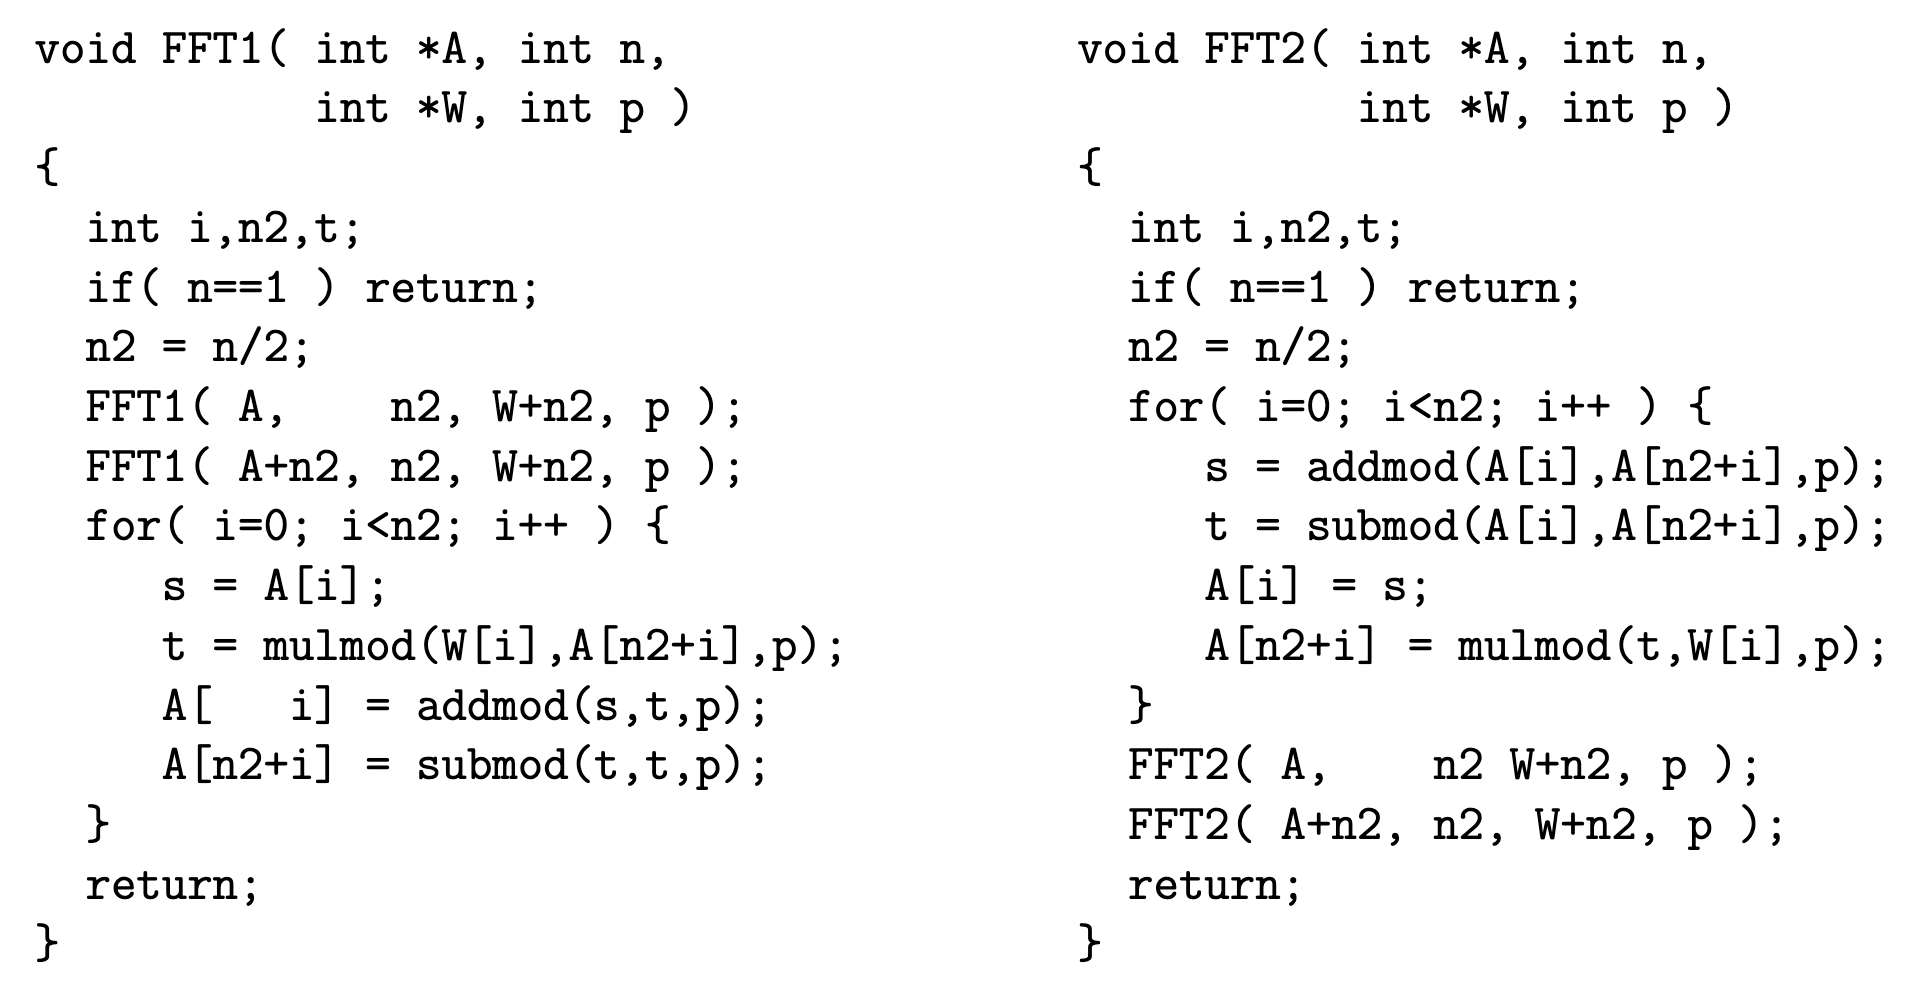 void FFT1( int *A, int n,
           int *W, int p )
{
  int i,n2,t;
  if( n==1 ) return;
  n2 = n/2;
  FFT1( A,    n2, W+n2, p );
  FFT1( A+n2, n2, W+n2, p );
  for( i=0; i<n2; i++ ) {
     s = A[i];
     t = mulmod(W[i],A[n2+i],p);
     A[   i] = addmod(s,t,p);
     A[n2+i] = submod(t,t,p);
  }
  return;
}
void FFT2( int *A, int n,
           int *W, int p )
{
  int i,n2,t;
  if( n==1 ) return;
  n2 = n/2;
  for( i=0; i<n2; i++ ) {
     s = addmod(A[i],A[n2+i],p);
     t = submod(A[i],A[n2+i],p);
     A[i] = s;
     A[n2+i] = mulmod(t,W[i],p);
  }
  FFT2( A,    n2 W+n2, p );
  FFT2( A+n2, n2, W+n2, p );
  return;
}